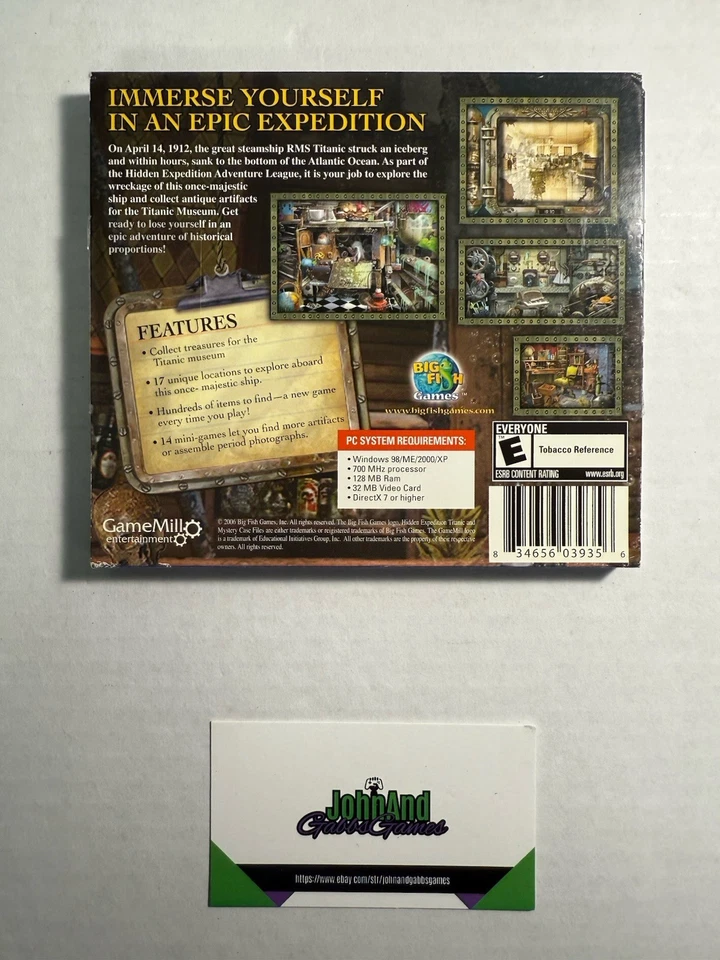 IMMERSE YOURSELF
IN AN EPIC EXPEDITION
On April 14, 1912, the great steamship RMS Titanic struck an iceberg
and within hours, sank to the bottom of the Atlantic Ocean. As part of
the Hidden Expedition Adventure League, it is your job to explore the
wreckage of this once-majestic
ship and collect antique artifacts
for the Titanic Museum. Get
ready to lose yourself in an
epic adventure of historical
proportions!
FEATURES
• Collect treasures for the
Titanic museum
• 17 unique locations to explore aboard
this once- majestic ship.
• Hundreds of items to find—a new game
every time you play!
• 14 mini-games let you find more artifacts
or assemble period photographs.
BIG
FISH
Games™
www.bigfishgames.com
PC SYSTEM REQUIREMENTS:
• Windows 98/ME/2000/XP
• 700 MHz processor
• 128 MB Ram
• 32 MB Video Card
• DirectX 7 or higher
EVERYONE
E
Tobacco Reference
ESRB CONTENT RATING www.esrb.org
GameMill
entertainment
© 2006 Big Fish Games, Inc. All rights reserved. The Big Fish Games logo, Hidden Expedition Titanic and
Mystery Case Files are either trademarks or registered trademarks of Big Fish Games. The GameMill logo
is a trademark of Educational Initiatives Group, Inc. All other trademarks are the property of their respective
owners. All rights reserved.
8 34656 03935 6
JohnAnd
GabbsGames
https://www.ebay.com/str/johnandgabbsgames